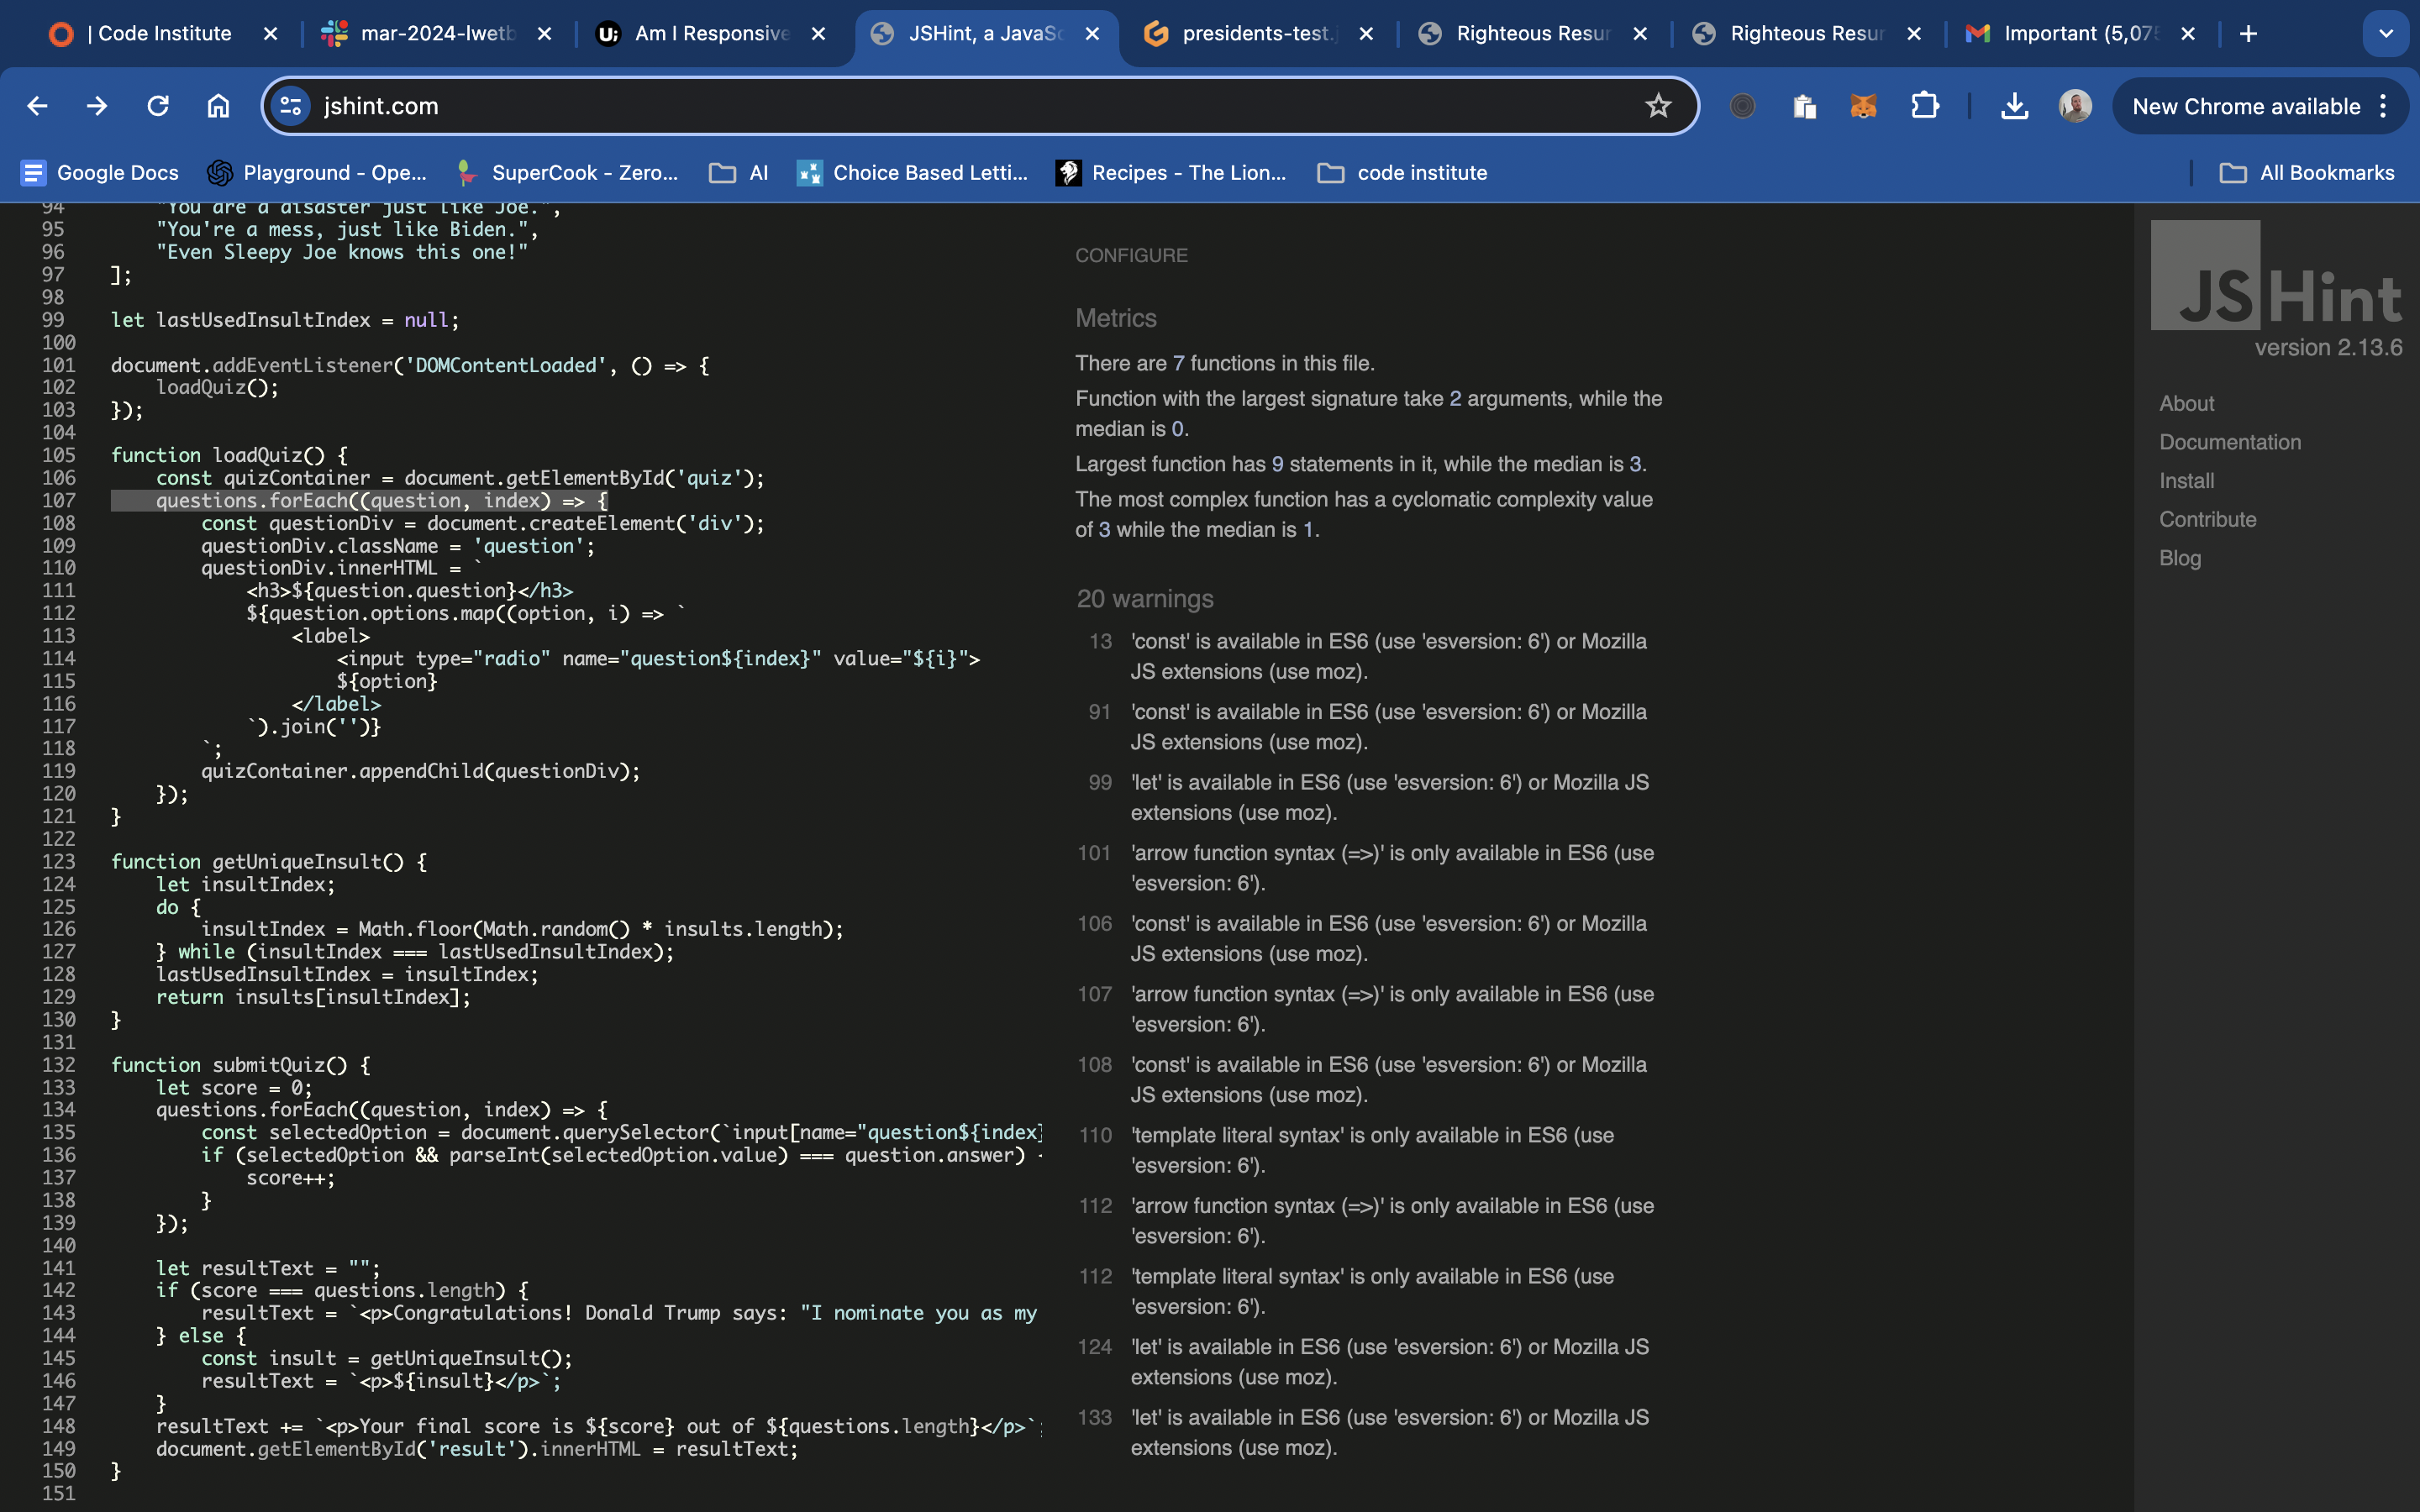 | Code Institute
mar-2024-lwetb
Am I Responsive
JSHint, a JavaSc
presidents-test.j
Righteous Resur
Righteous Resur
Important (5,075
jshint.com
New Chrome available
Google Docs
Playground - Ope...
SuperCook - Zero...
AI
Choice Based Letti...
Recipes - The Lion...
code institute
All Bookmarks
94 "You are a disaster just like Joe.",
95 "You're a mess, just like Biden.",
96 "Even Sleepy Joe knows this one!"
97 ];
98
99 let lastUsedInsultIndex = null;
100
101 document.addEventListener('DOMContentLoaded', () => {
102 loadQuiz();
103 });
104
105 function loadQuiz() {
106 const quizContainer = document.getElementById('quiz');
107 questions.forEach((question, index) => {
108 const questionDiv = document.createElement('div');
109 questionDiv.className = 'question';
110 questionDiv.innerHTML = `
111 <h3>${question.question}</h3>
112 ${question.options.map((option, i) => `
113 <label>
114 <input type="radio" name="question${index}" value="${i}">
115 ${option}
116 </label>
117 `).join('')}
118 `;
119 quizContainer.appendChild(questionDiv);
120 });
121 }
122
123 function getUniqueInsult() {
124 let insultIndex;
125 do {
126 insultIndex = Math.floor(Math.random() * insults.length);
127 } while (insultIndex === lastUsedInsultIndex);
128 lastUsedInsultIndex = insultIndex;
129 return insults[insultIndex];
130 }
131
132 function submitQuiz() {
133 let score = 0;
134 questions.forEach((question, index) => {
135 const selectedOption = document.querySelector(`input[name="question${index}
136 if (selectedOption && parseInt(selectedOption.value) === question.answer)
137 score++;
138 }
139 });
140
141 let resultText = "";
142 if (score === questions.length) {
143 resultText = `<p>Congratulations! Donald Trump says: "I nominate you as my
144 } else {
145 const insult = getUniqueInsult();
146 resultText = `<p>${insult}</p>`;
147 }
148 resultText += `<p>Your final score is ${score} out of ${questions.length}</p>`;
149 document.getElementById('result').innerHTML = resultText;
150 }
151
CONFIGURE
Metrics
There are 7 functions in this file.
Function with the largest signature take 2 arguments, while the
median is 0.
Largest function has 9 statements in it, while the median is 3.
The most complex function has a cyclomatic complexity value
of 3 while the median is 1.
20 warnings
13 'const' is available in ES6 (use 'esversion: 6') or Mozilla
JS extensions (use moz).
91 'const' is available in ES6 (use 'esversion: 6') or Mozilla
JS extensions (use moz).
99 'let' is available in ES6 (use 'esversion: 6') or Mozilla JS
extensions (use moz).
101 'arrow function syntax (=>)' is only available in ES6 (use
'esversion: 6').
106 'const' is available in ES6 (use 'esversion: 6') or Mozilla
JS extensions (use moz).
107 'arrow function syntax (=>)' is only available in ES6 (use
'esversion: 6').
108 'const' is available in ES6 (use 'esversion: 6') or Mozilla
JS extensions (use moz).
110 'template literal syntax' is only available in ES6 (use
'esversion: 6').
112 'arrow function syntax (=>)' is only available in ES6 (use
'esversion: 6').
112 'template literal syntax' is only available in ES6 (use
'esversion: 6').
124 'let' is available in ES6 (use 'esversion: 6') or Mozilla JS
extensions (use moz).
133 'let' is available in ES6 (use 'esversion: 6') or Mozilla JS
extensions (use moz).
JSHint
version 2.13.6
About
Documentation
Install
Contribute
Blog